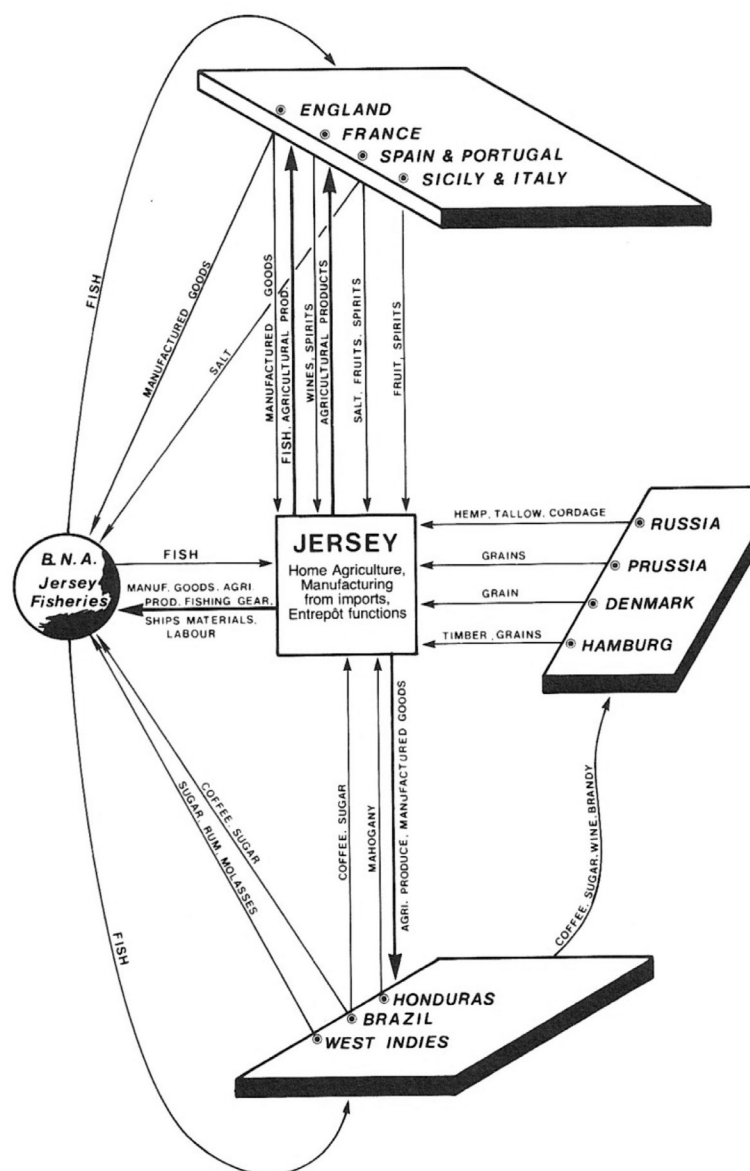 ENGLAND
FRANCE
SPAIN & PORTUGAL
SICILY & ITALY
FISH
MANUFACTURED GOODS
SALT
MANUFACTURED GOODS
FISH, AGRICULTURAL PROD.
WINES, SPIRITS
AGRICULTURAL PRODUCTS
SALT, FRUITS, SPIRITS
FRUIT, SPIRITS
B.N.A.
Jersey
Fisheries
FISH
MANUF. GOODS. AGRI.
PROD. FISHING GEAR,
SHIPS MATERIALS,
LABOUR
JERSEY
Home Agriculture,
Manufacturing
from imports,
Entrepôt functions
HEMP, TALLOW, CORDAGE
RUSSIA
GRAINS
PRUSSIA
GRAIN
DENMARK
TIMBER, GRAINS
HAMBURG
COFFEE, SUGAR
SUGAR, RUM, MOLASSES
COFFEE, SUGAR
MAHOGANY
AGRI. PRODUCE, MANUFACTURED GOODS
COFFEE, SUGAR, WINE, BRANDY
FISH
HONDURAS
BRAZIL
WEST INDIES